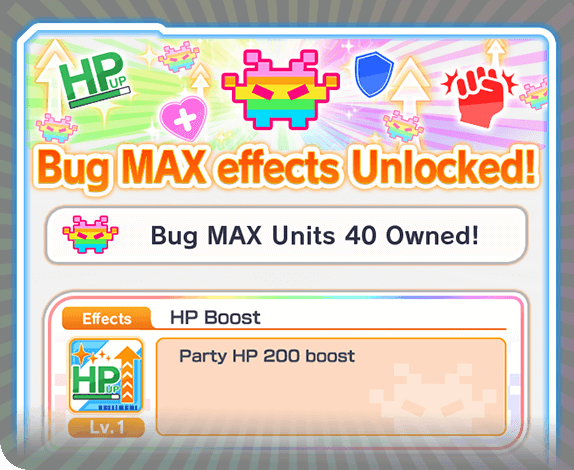 HP UP
Bug MAX effects Unlocked!
Bug MAX Units 40 Owned!
Effects
HP Boost
Party HP 200 boost
HP UP
Lv.1